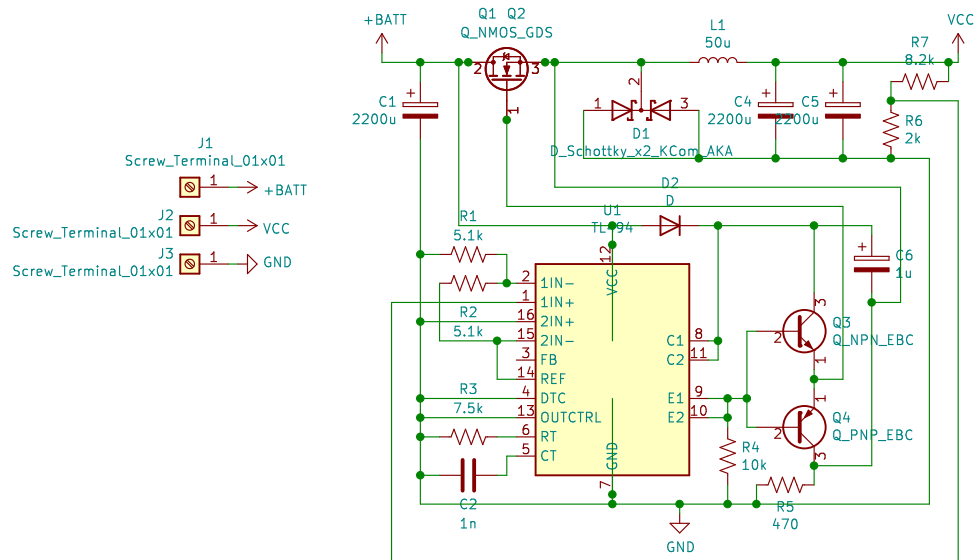 +BATT
Q1 Q2
Q_NMOS_GDS
L1
50u
VCC
R7
8.2k
2
3
1
C1
2200u
2
1
3
D1
D_Schottky_x2_KCom_AKA
C4
2200u
C5
2200u
R6
2k
J1
Screw_Terminal_01x01
1
+BATT
J2
Screw_Terminal_01x01
1
VCC
J3
Screw_Terminal_01x01
1
GND
R1
5.1k
R2
5.1k
R3
7.5k
C2
1n
U1
D2
D
12
VCC
2
1IN-
1
1IN+
16
2IN+
15
2IN-
3
FB
14
REF
4
DTC
13
OUTCTRL
6
RT
5
CT
C1
8
C2
11
E1
9
E2
10
GND
7
C6
1u
3
2
1
Q3
Q_NPN_EBC
1
2
3
Q4
Q_PNP_EBC
R4
10k
R5
470
GND